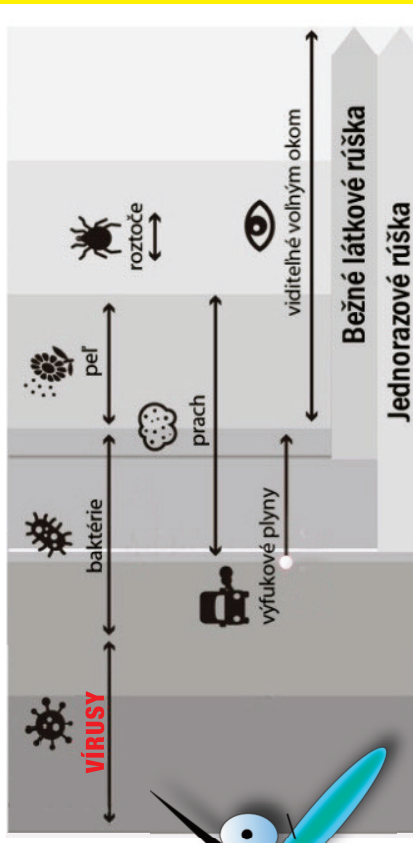 VÍRUSY
baktérie
peľ
roztoče
prach
výfukové plyny
viditeľné voľným okom
Bežné látkové rúška
Jednorazové rúška